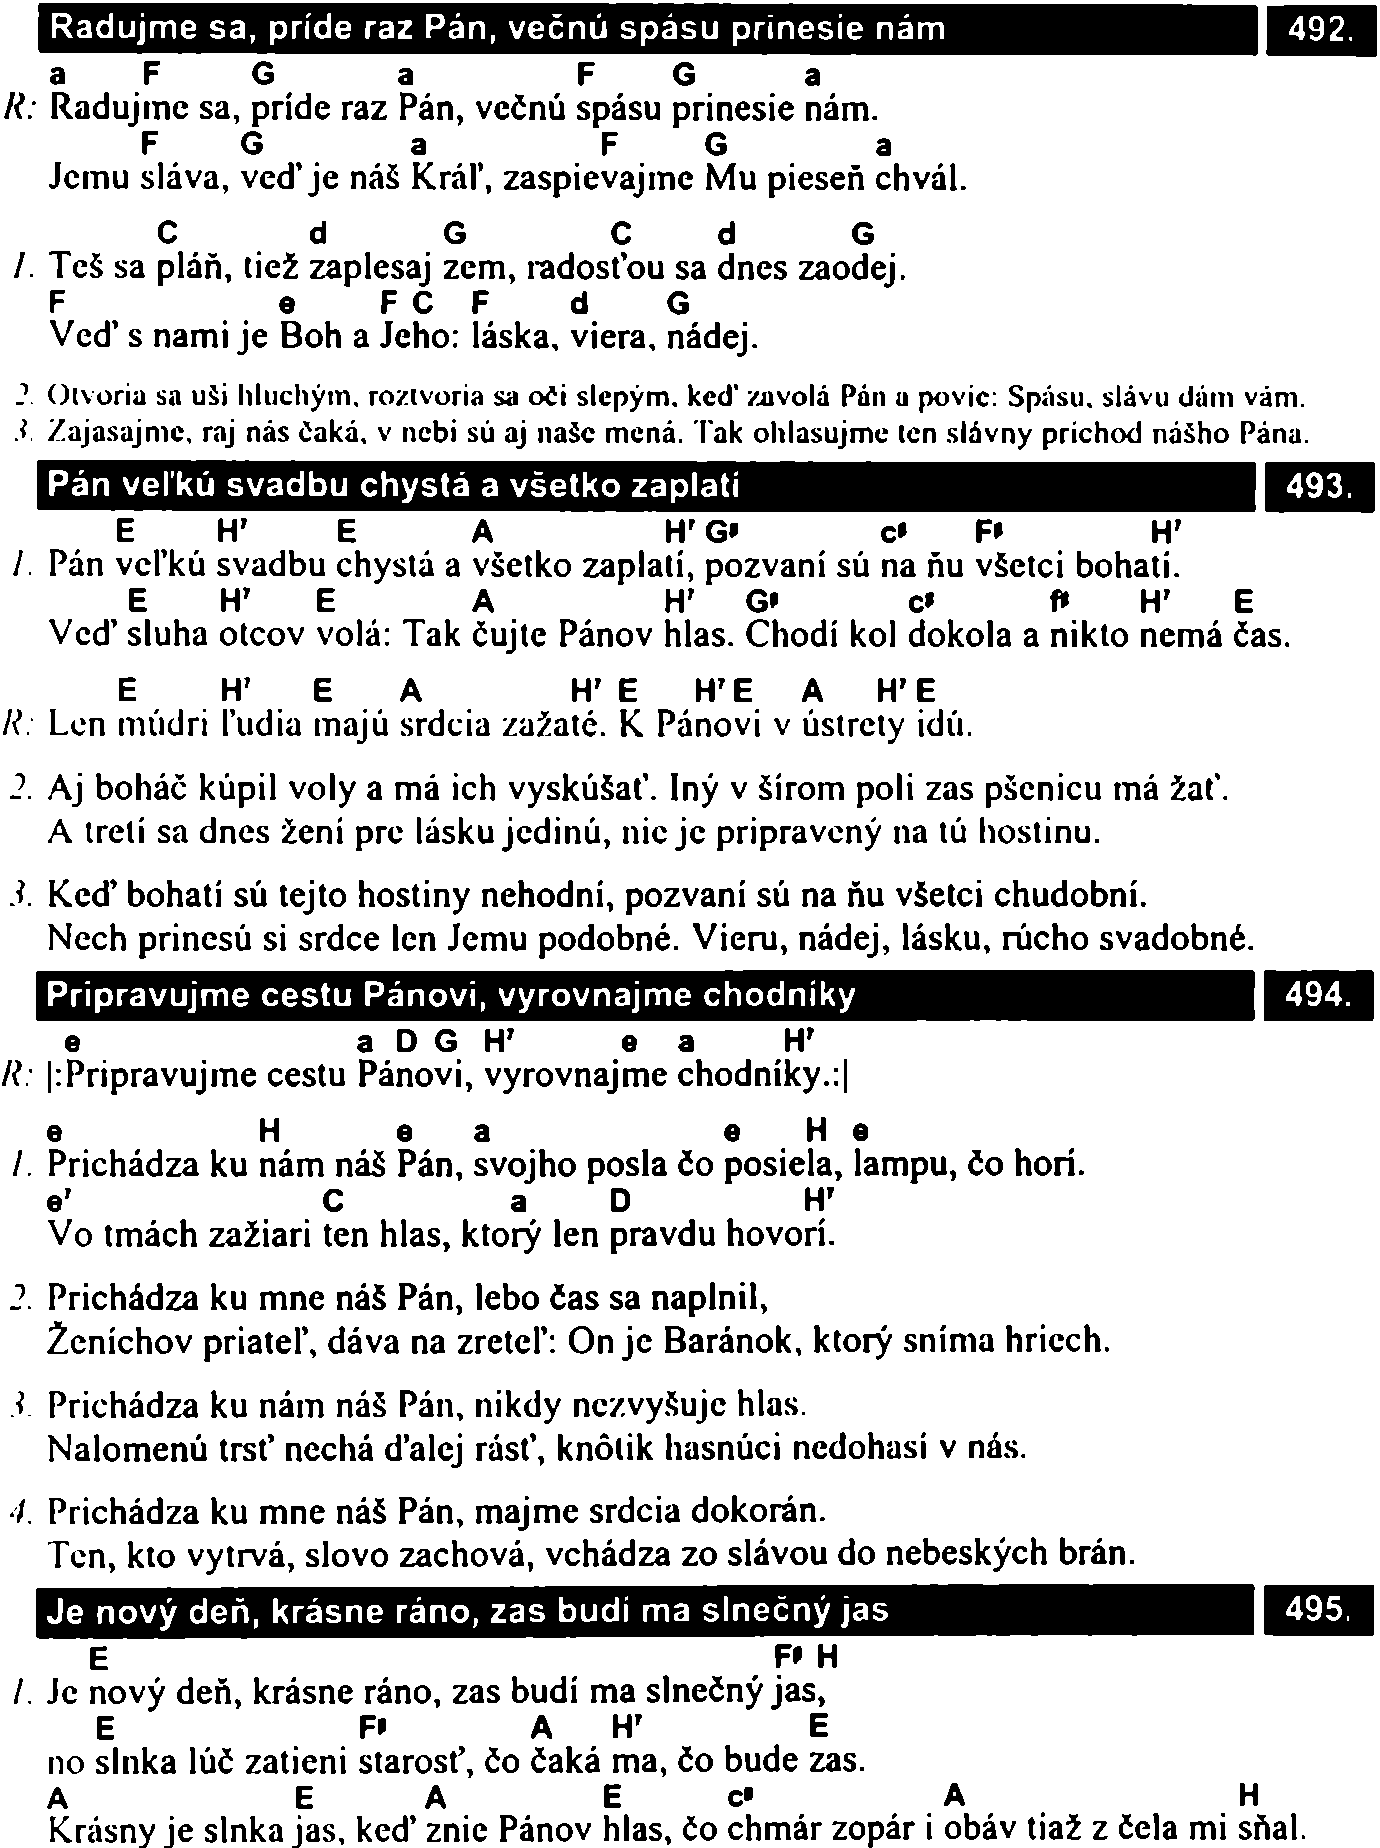 Radujme sa, príde raz Pán, večnú spásu prinesie nám 492.
a F G a F G a
R: Radujme sa, príde raz Pán, večnú spásu prinesie nám.
F G a F G a
Jemu sláva, veď je náš Kráľ, zaspievajme Mu pieseň chvál.
C d G C d G
1. Teš sa pláň, tiež zaplesaj zem, radosťou sa dnes zaodej.
F e F C F d G
Veď s nami je Boh a Jeho: láska, viera, nádej.
2. Otvoria sa uši hluchým, roztvoria sa oči slepým, keď zavolá Pán a povie: Spásu, slávu dám vám.
3. Zajasajme, raj nás čaká, v nebi sú aj naše mená. Tak ohlasujme ten slávny príchod nášho Pána.
Pán veľkú svadbu chystá a všetko zaplatí 493.
E H7 E A H7 G# c# F# H7
1. Pán veľkú svadbu chystá a všetko zaplatí, pozvaní sú na ňu všetci bohatí.
E H7 E A H7 G# c# f# H7 E
Veď sluha otcov volá: Tak čujte Pánov hlas. Chodí kol dokola a nikto nemá čas.
E H7 E A H7 E H7 E A H7 E
R: Len múdri ľudia majú srdcia zažaté. K Pánovi v ústrety idú.
2. Aj boháč kúpil voly a má ich vyskúšať. Iný v šírom poli zas pšenicu má žať.
A tretí sa dnes žení pre lásku jedinú, nie je pripravený na tú hostinu.
3. Keď bohatí sú tejto hostiny nehodní, pozvaní sú na ňu všetci chudobní.
Nech prinesú si srdce len Jemu podobné. Vieru, nádej, lásku, rúcho svadobné.
Pripravujme cestu Pánovi, vyrovnajme chodníky 494.
e a D G H7 e a H7
R: |:Pripravujme cestu Pánovi, vyrovnajme chodníky.:|
e H e a e H e
1. Prichádza ku nám náš Pán, svojho posla čo posiela, lampu, čo horí.
e7 C a D H7
Vo tmách zažiari ten hlas, ktorý len pravdu hovorí.
2. Prichádza ku mne náš Pán, lebo čas sa naplnil,
Ženíchov priateľ, dáva na zreteľ: On je Baránok, ktorý sníma hriech.
3. Prichádza ku nám náš Pán, nikdy nezvyšuje hlas.
Nalomenú trsť nechá ďalej rásť, knôtik hasnúci nedohasí v nás.
4. Prichádza ku mne náš Pán, majme srdcia dokorán.
Ten, kto vytrvá, slovo zachová, vchádza zo slávou do nebeských brán.
Je nový deň, krásne ráno, zas budí ma slnečný jas 495.
E F# H
1. Je nový deň, krásne ráno, zas budí ma slnečný jas,
E F# A H7 E
no slnka lúč zatieni starosť, čo čaká ma, čo bude zas.
A E A E c# A H
Krásny je slnka jas, keď znie Pánov hlas, čo chmár zopár i obáv tiaž z čela mi sňal.